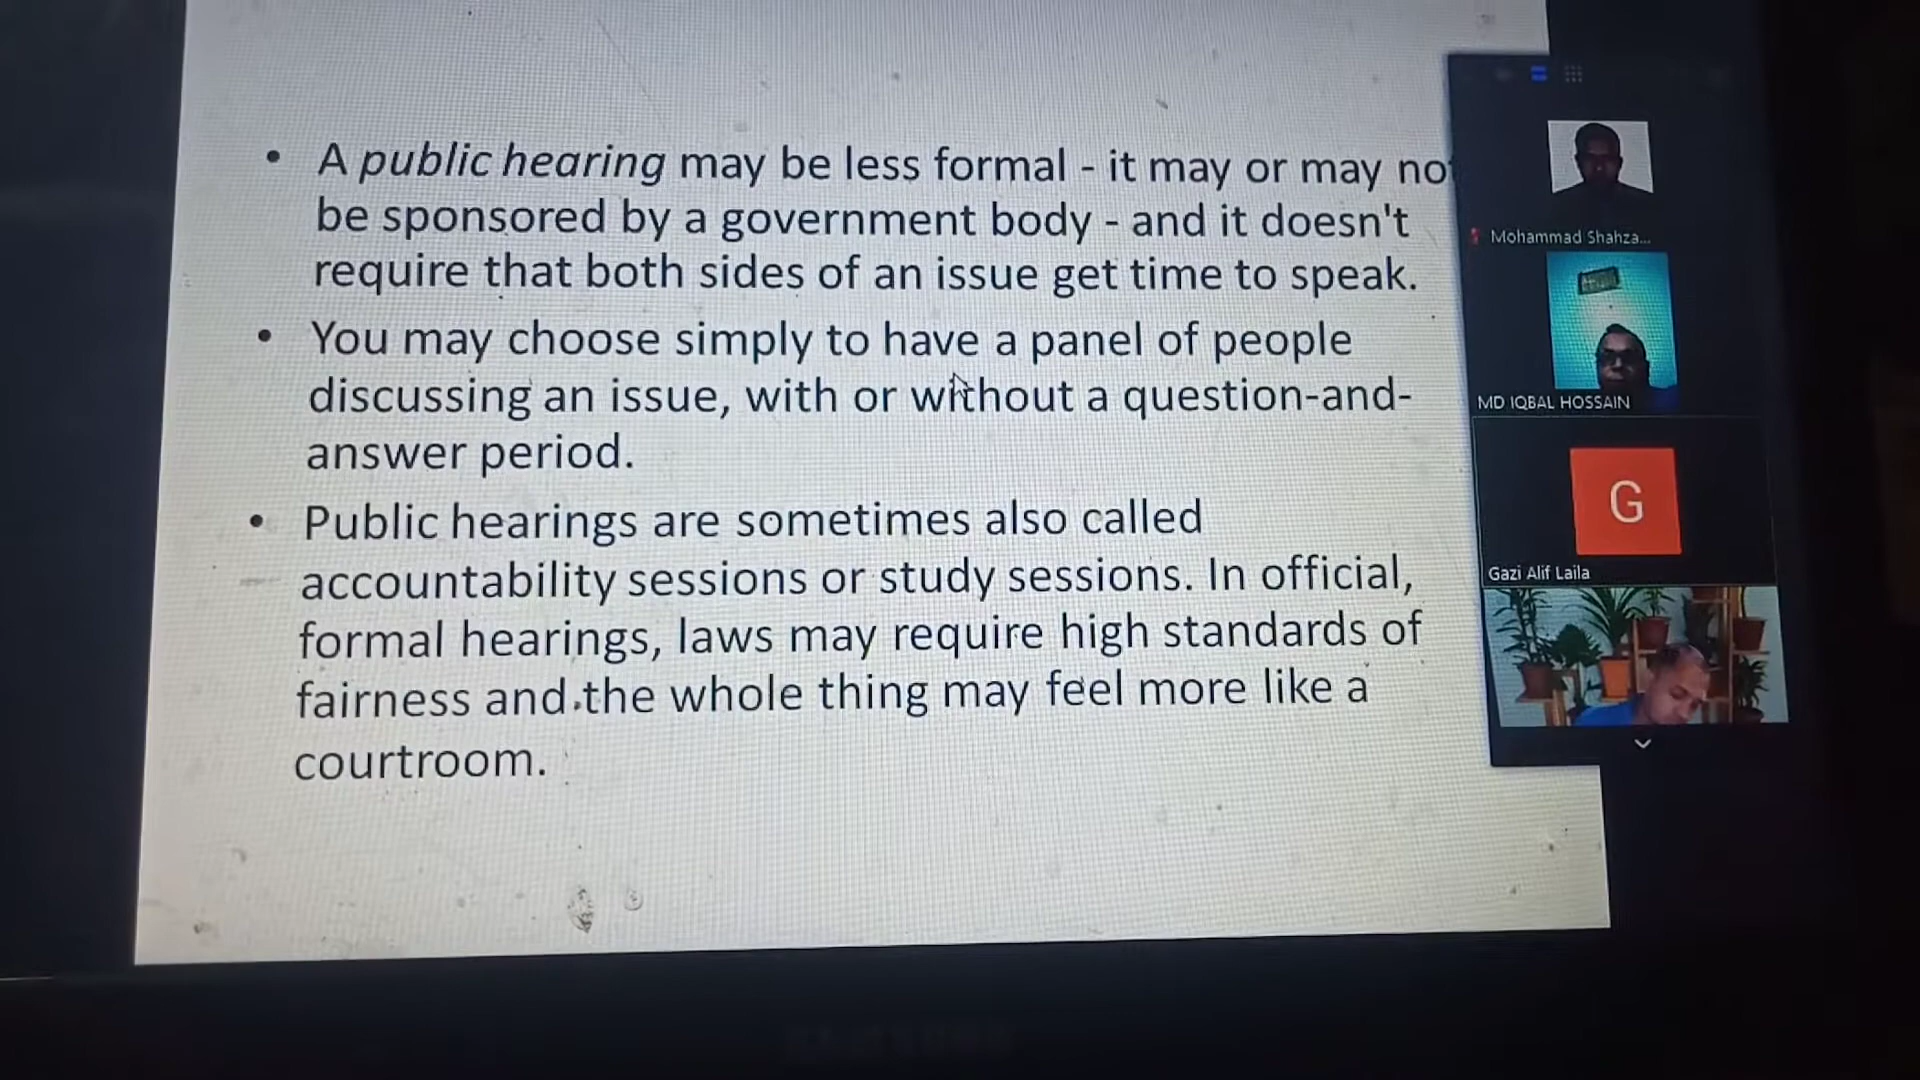 • A public hearing may be less formal - it may or may no
be sponsored by a government body - and it doesn't
require that both sides of an issue get time to speak.
• You may choose simply to have a panel of people
discussing an issue, with or without a question-and-
answer period.
• Public hearings are sometimes also called
accountability sessions or study sessions. In official,
formal hearings, laws may require high standards of
fairness and the whole thing may feel more like a
courtroom.
Mohammad Shahza...
MD IQBAL HOSSAIN
G
Gazi Alif Laila